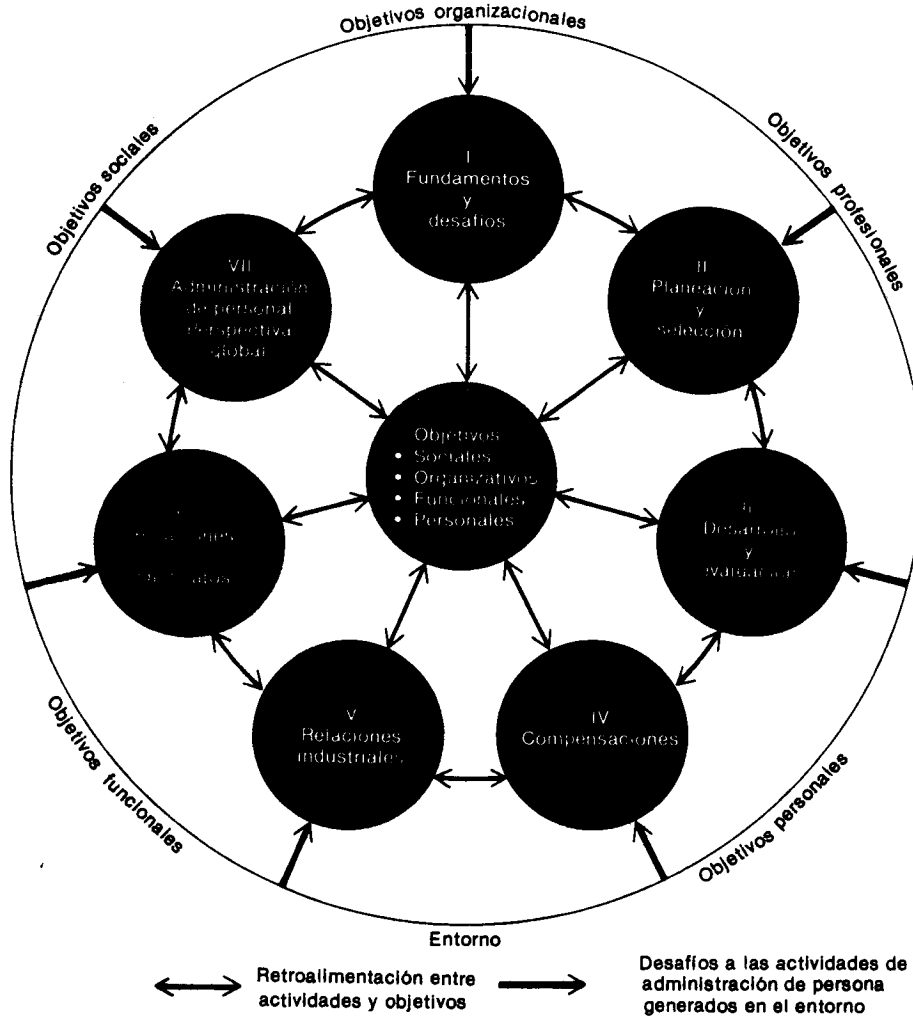 Objetivos organizacionales
Objetivos sociales
Objetivos profesionales
I
Fundamentos
y
desafíos
VII
Administración
de personal
Perspectiva
global
II
Planeación
y
selección
Objetivos
• Sociales
• Organizativos
• Funcionales
• Personales
Desarrollo
y
evaluación
V
Relaciones
industriales
IV
Compensaciones
Objetivos funcionales
Objetivos personales
Entorno
Retroalimentación entre
actividades y objetivos
Desafíos a las actividades de
administración de persona
generados en el entorno